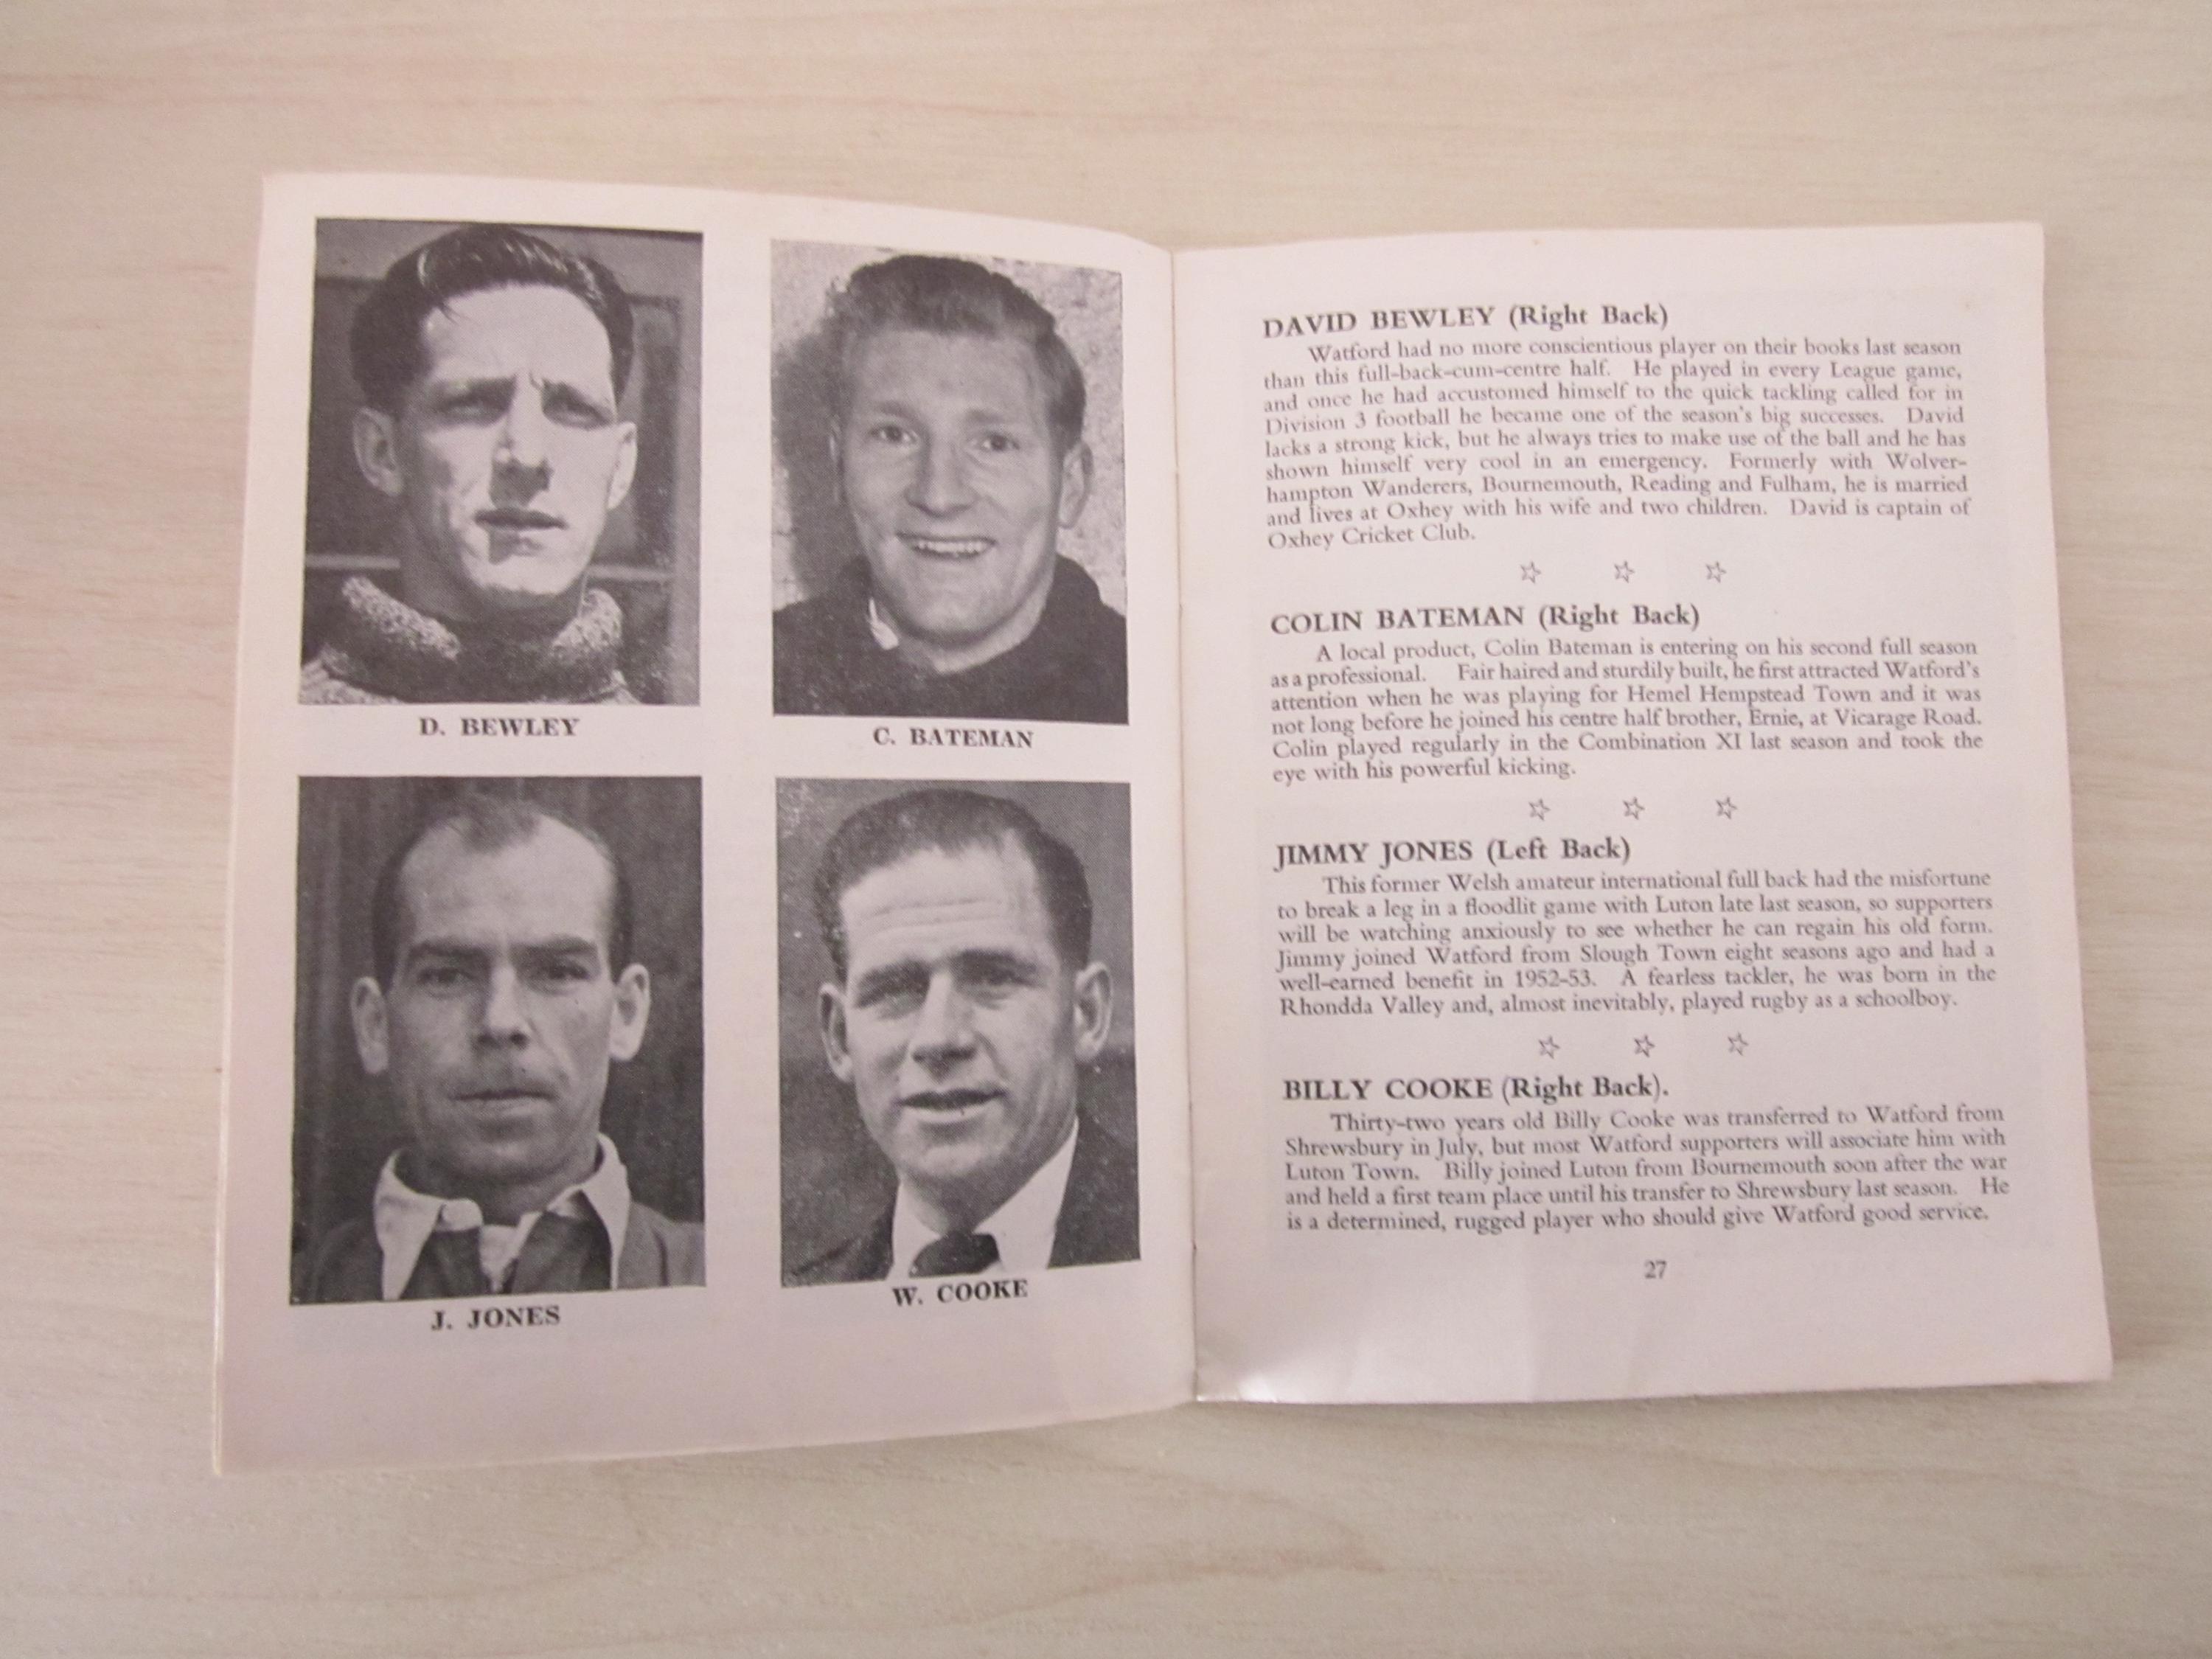 D. BEWLEY
C. BATEMAN
J. JONES
W. COOKE
DAVID BEWLEY (Right Back)
Watford had no more conscientious player on their books last season
than this full-back-cum-centre half. He played in every League game,
and once he had accustomed himself to the quick tackling called for in
Division 3 football he became one of the season's big successes. David
lacks a strong kick, but he always tries to make use of the ball and he has
shown himself very cool in an emergency. Formerly with Wolver-
hampton Wanderers, Bournemouth, Reading and Fulham, he is married
and lives at Oxhey with his wife and two children. David is captain of
Oxhey Cricket Club.
COLIN BATEMAN (Right Back)
A local product, Colin Bateman is entering on his second full season
as a professional. Fair haired and sturdily built, he first attracted Watford's
attention when he was playing for Hemel Hempstead Town and it was
not long before he joined his centre half brother, Ernie, at Vicarage Road.
Colin played regularly in the Combination XI last season and took the
eye with his powerful kicking.
JIMMY JONES (Left Back)
This former Welsh amateur international full back had the misfortune
to break a leg in a floodlit game with Luton late last season, so supporters
will be watching anxiously to see whether he can regain his old form.
Jimmy joined Watford from Slough Town eight seasons ago and had a
well-earned benefit in 1952-53. A fearless tackler, he was born in the
Rhondda Valley and, almost inevitably, played rugby as a schoolboy.
BILLY COOKE (Right Back).
Thirty-two years old Billy Cooke was transferred to Watford from
Shrewsbury in July, but most Watford supporters will associate him with
Luton Town. Billy joined Luton from Bournemouth soon after the war
and held a first team place until his transfer to Shrewsbury last season. He
is a determined, rugged player who should give Watford good service.
27